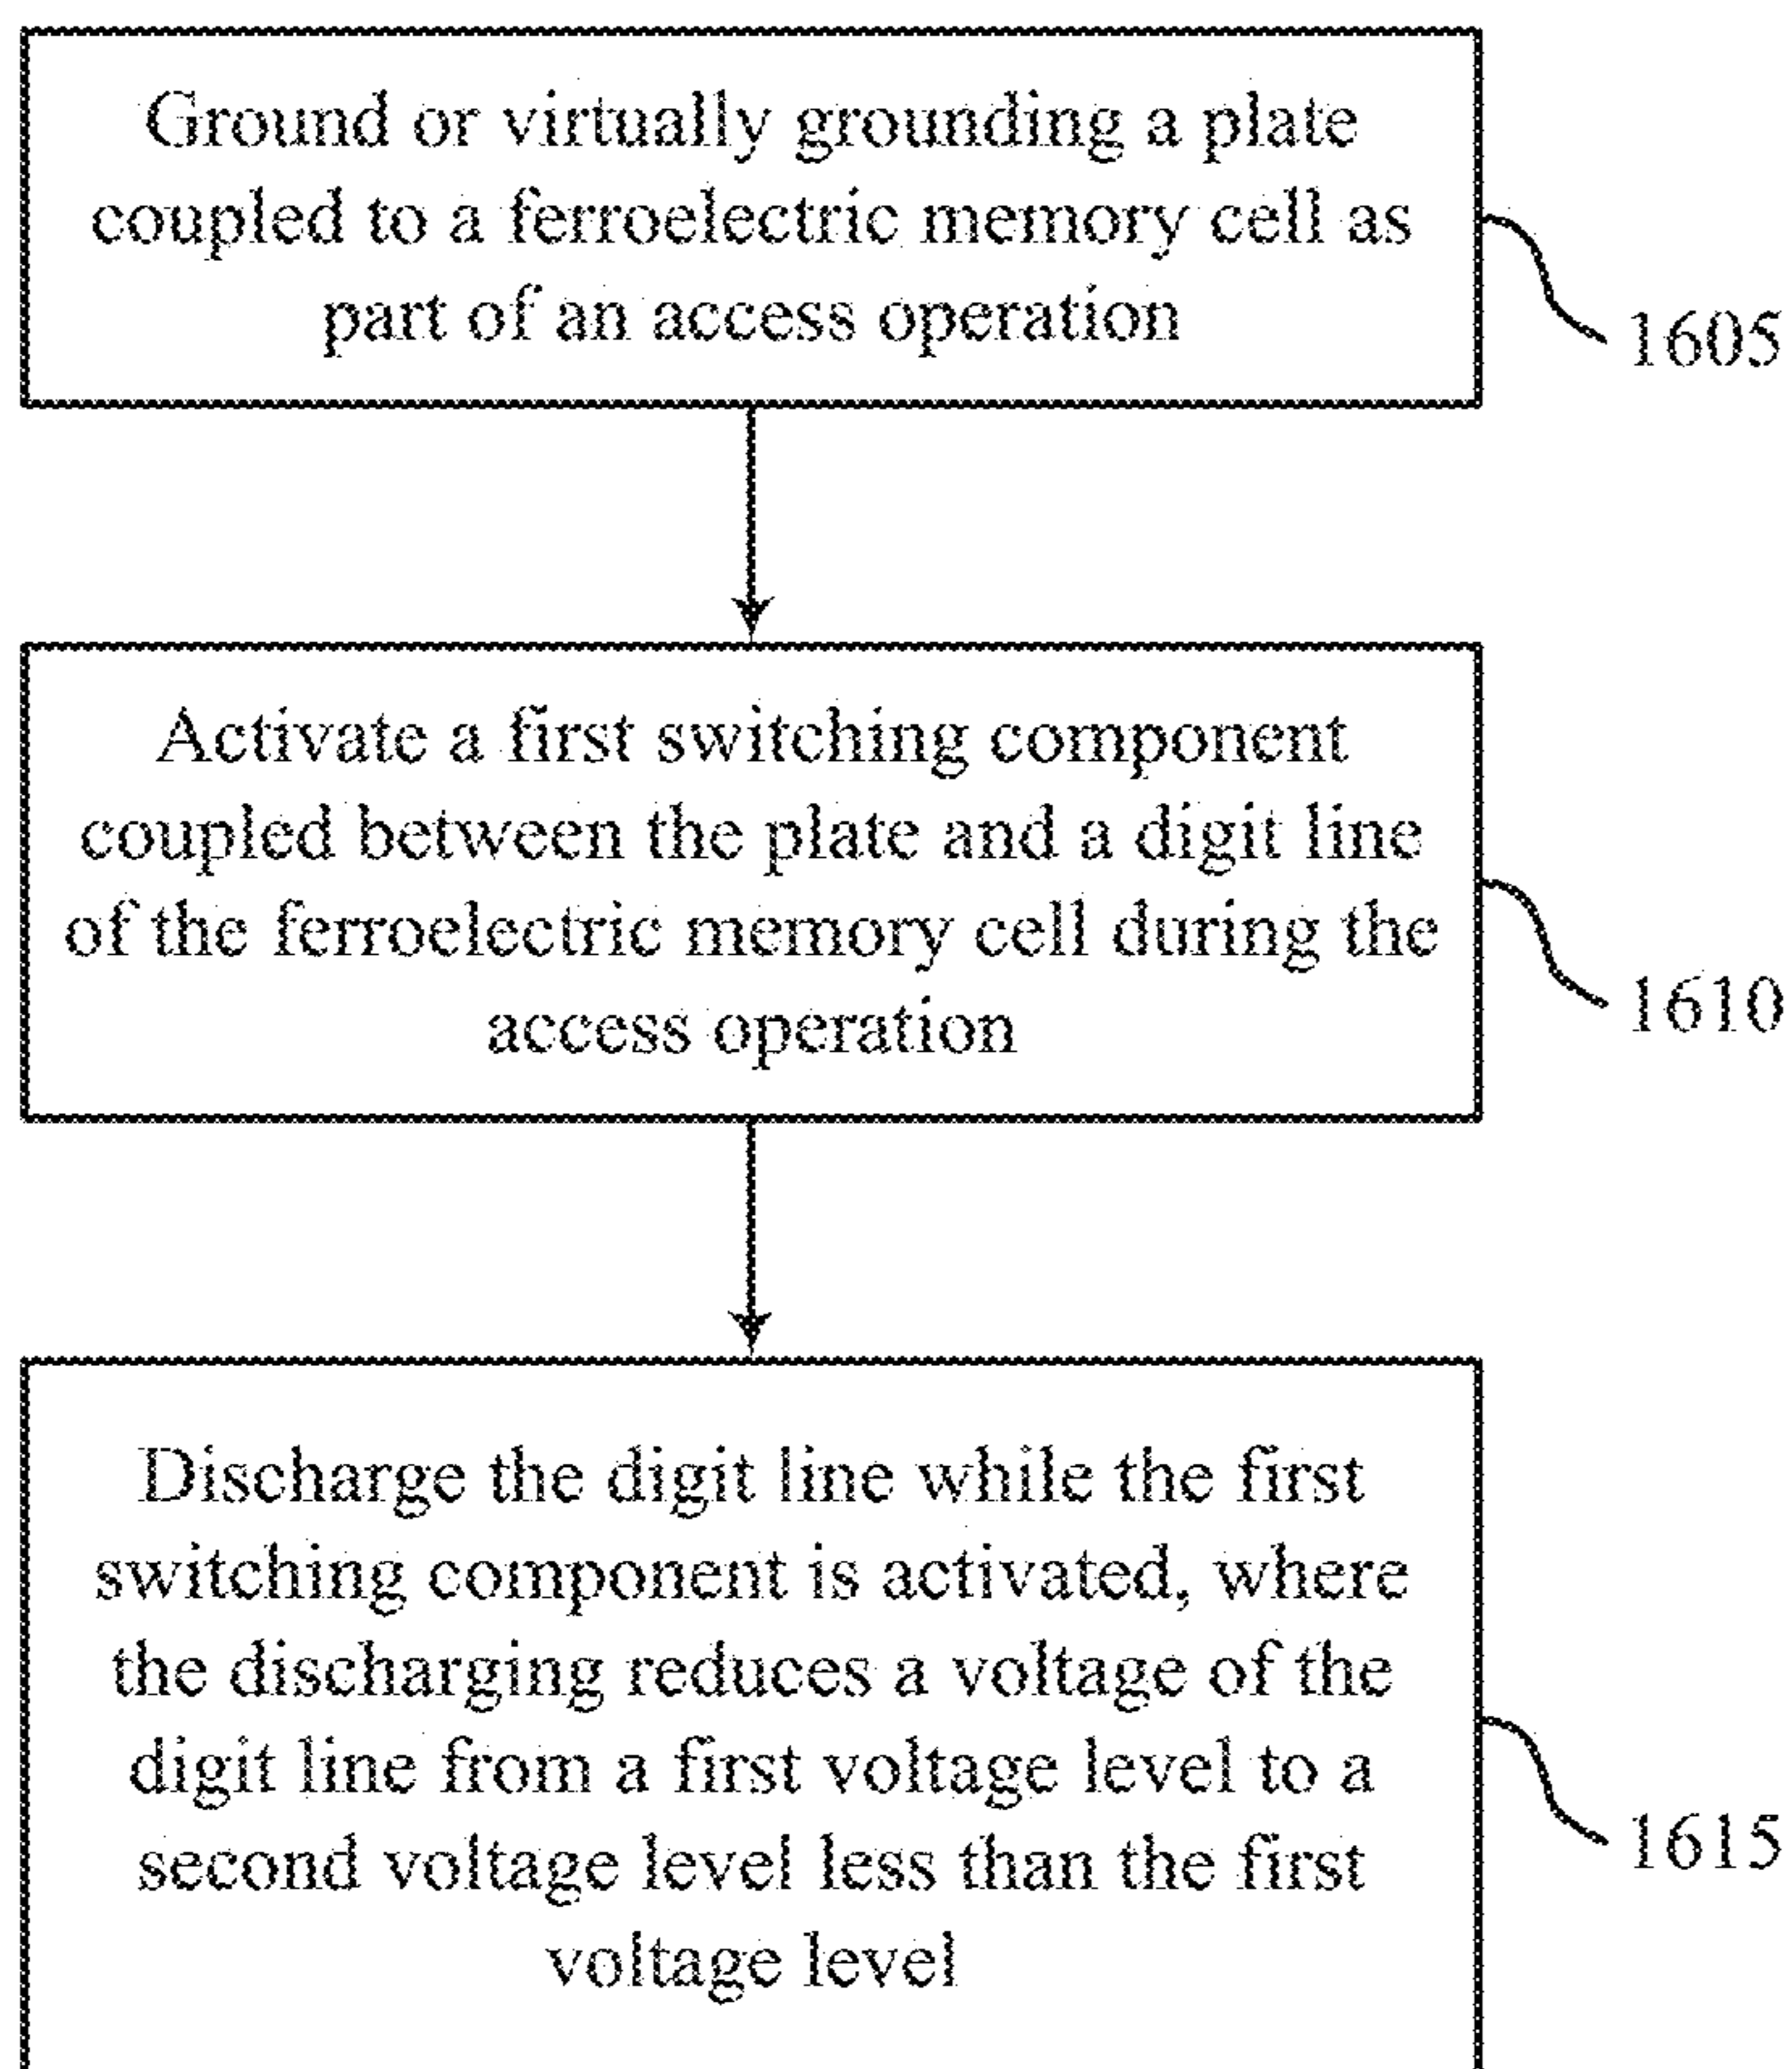 Ground or virtually grounding a plate
coupled to a ferroelectric memory cell as
part of an access operation
1605
Activate a first switching component
coupled between the plate and a digit line
of the ferroelectric memory cell during the
access operation
1610
Discharge the digit line while the first
switching component is activated, where
the discharging reduces a voltage of the
digit line from a first voltage level to a
second voltage level less than the first
voltage level
1615